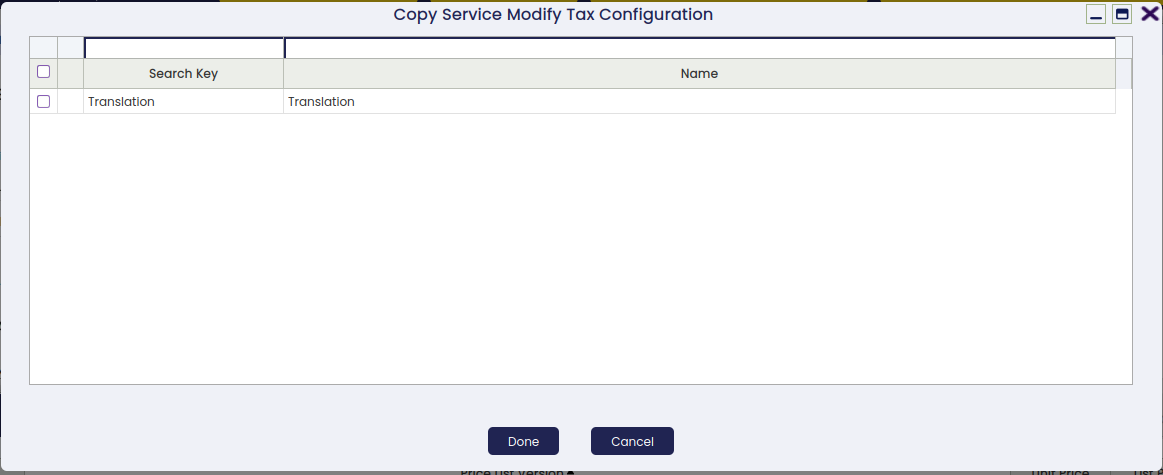 Copy Service Modify Tax Configuration
Search Key Name
Translation Translation
Done Cancel
Price List Version Unit Price List